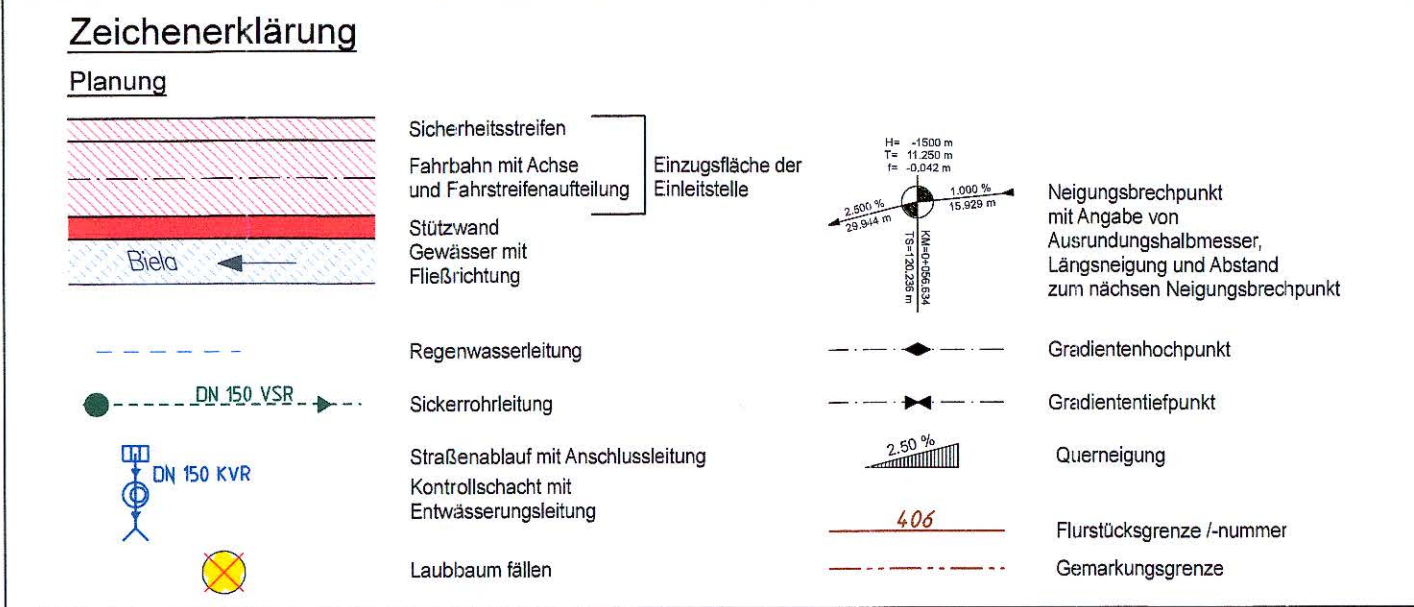 Zeichenerklärung
Planung
Sicherheitsstreifen
Fahrbahn mit Achse
und Fahrstreifenaufteilung
Einzugsfläche der
Einleitstelle
Stützwand
Gewässer mit
Fließrichtung
Biela
Regenwasserleitung
DN 150 VSR
Sickerrohrleitung
DN 150 KVR
Straßenablauf mit Anschlussleitung
Kontrollschacht mit
Entwässerungsleitung
Laubbaum fällen
H= -1500 m
T= 11.250 m
f= -0.042 m
2.500 %
29.944 m
1.000 %
15.929 m
KM=0+056.634
TS=120.236 m
Neigungsbrechpunkt
mit Angabe von
Ausrundungshalbmesser,
Längsneigung und Abstand
zum nächsten Neigungsbrechpunkt
Gradientenhochpunkt
Gradiententiefpunkt
2.50 %
Querneigung
406
Flurstücksgrenze /-nummer
Gemarkungsgrenze